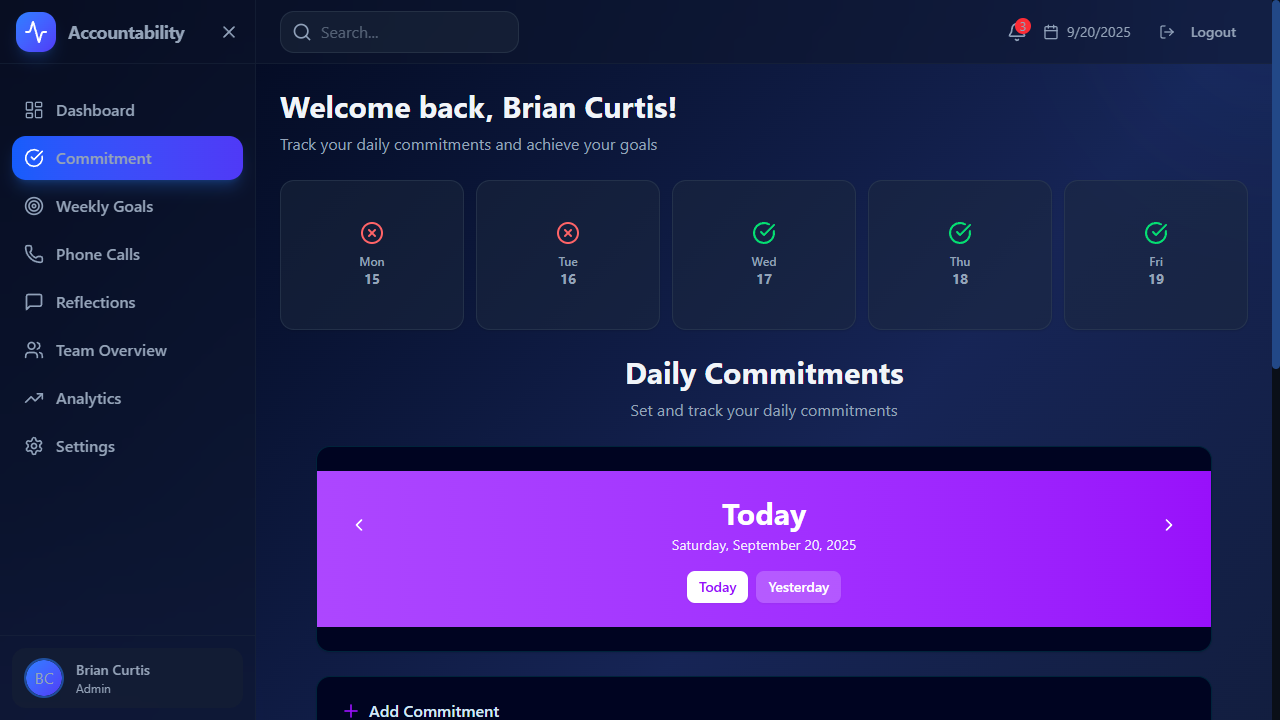 Accountability
Search...
3
9/20/2025
Logout
Dashboard
Commitment
Weekly Goals
Phone Calls
Reflections
Team Overview
Analytics
Settings
BC
Brian Curtis
Admin
Welcome back, Brian Curtis!
Track your daily commitments and achieve your goals
Mon
15
Tue
16
Wed
17
Thu
18
Fri
19
Daily Commitments
Set and track your daily commitments
Today
Saturday, September 20, 2025
Today
Yesterday
Add Commitment